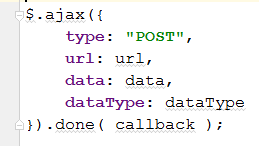 $.ajax({
    type: "POST",
    url: url,
    data: data,
    dataType: dataType
}).done( callback );